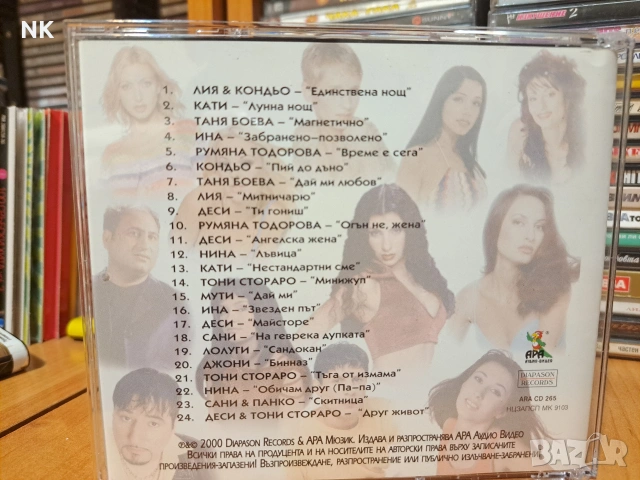 NK
1. ЛИЯ & КОНДЬО – "Единствена нощ"
2. КАТИ – "Лунна нощ"
3. ТАНЯ БОЕВА – "Магнетично"
4. ИНА – "Забранено-позволено"
5. РУМЯНА ТОДОРОВА – "Време е сега"
6. КОНДЬО – "Пий до дъно"
7. ТАНЯ БОЕВА – "Дай ми любов"
8. ЛИЯ – "Митничарю"
9. ДЕСИ – "Ти гониш"
10. РУМЯНА ТОДОРОВА – "Огън не, жена"
11. ДЕСИ – "Ангелска жена"
12. НИНА – "Лъвица"
13. КАТИ – "Нестандартни сме"
14. ТОНИ СТОРАРО – "Минижуп"
15. МУТИ – "Дай ми"
16. ИНА – "Звезден път"
17. ДЕСИ – "Майсторе"
18. САНИ – "На геврека дупката"
19. ЛОЛУГИ – "Сандокан"
20. ДЖОНИ – "Бинназ"
21. ТОНИ СТОРАРО – "Тъга от измама"
22. НИНА – "Обичам друг (Па-па)"
23. САНИ & ПАНКО – "Скитница"
24. ДЕСИ & ТОНИ СТОРАРО – "Друг живот"
АРА
DIAPASON
RECORDS
ARA CD 265
НЦЗАПСП МК 9103
℗&© 2000 DIAPASON RECORDS & АРА МЮЗИК. ИЗДАВА И РАЗПРОСТРАНЯВА АРА АУДИО ВИДЕО
ВСИЧКИ ПРАВА НА ПРОДУЦЕНТА И НА НОСИТЕЛИТЕ НА АВТОРСКИ ПРАВА ВЪРХУ ЗАПИСАНИТЕ
ПРОИЗВЕДЕНИЯ-ЗАПАЗЕНИ! ВЪЗПРОИЗВЕЖДАНЕ, РАЗПРОСТРАНЕНИЕ ИЛИ ПУБЛИЧНО ИЗЛЪЧВАНЕ-ЗАБРАНЕНИ
BAZAR